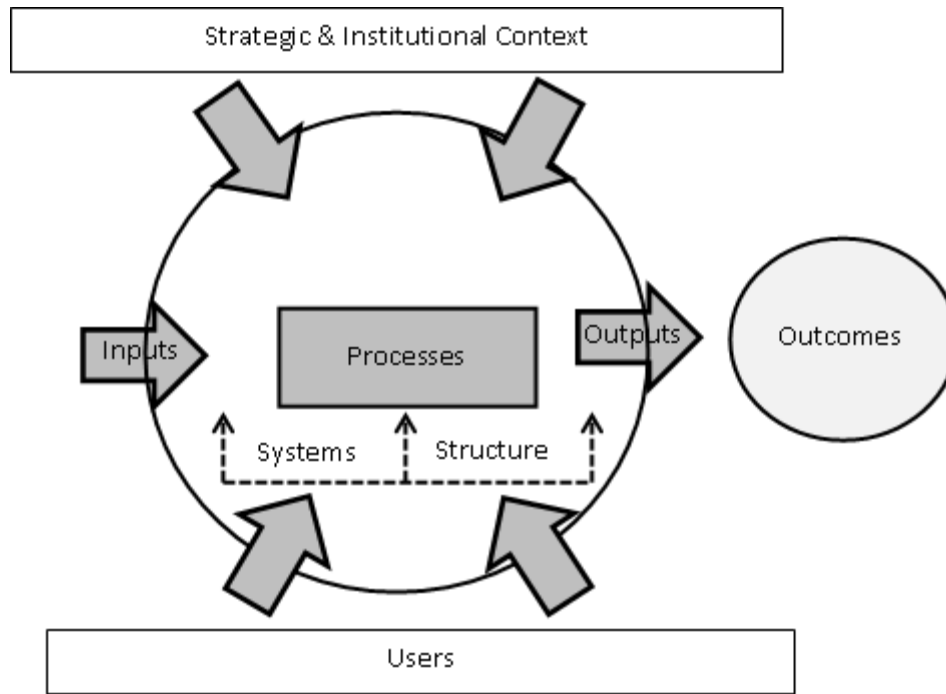 Strategic & Institutional Context
Inputs
Processes
Outputs
Outcomes
Systems
Structure
Users